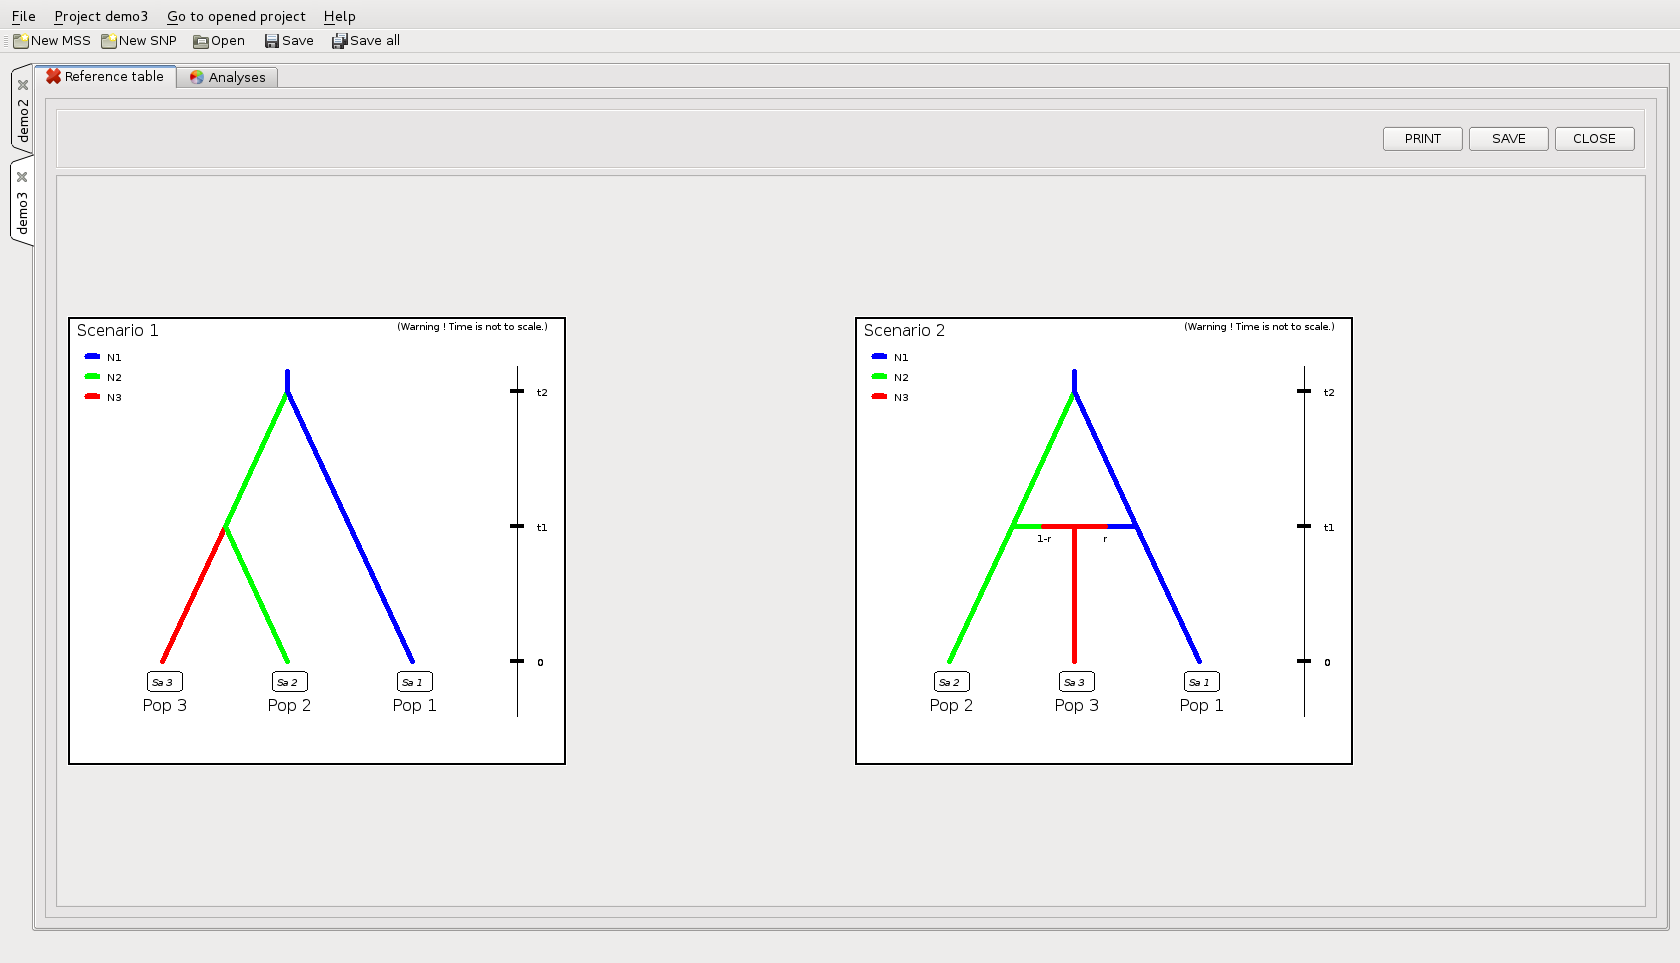 File Project demo3 Go to opened project Help
New MSS New SNP Open Save Save all
demo2
demo3
Reference table Analyses
PRINT SAVE CLOSE
Scenario 1 (Warning ! Time is not to scale.)
N1
N2
N3
t2
t1
0
Sa 3 Sa 2 Sa 1
Pop 3 Pop 2 Pop 1
Scenario 2 (Warning ! Time is not to scale.)
N1
N2
N3
t2
t1
1-r r
0
Sa 2 Sa 3 Sa 1
Pop 2 Pop 3 Pop 1